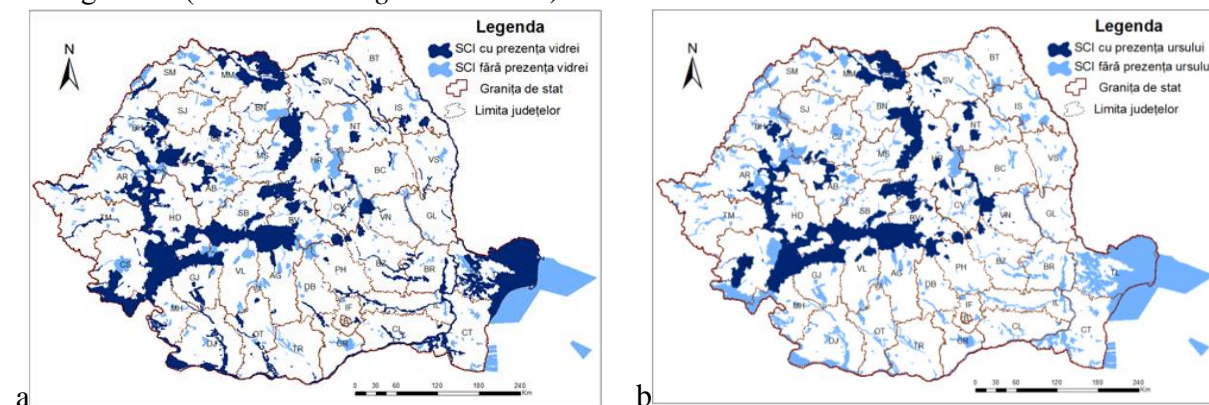 Legenda
N
SCI cu prezența vidrei
SCI fără prezența vidrei
Granița de stat
Limita județelor
SM
MM
SV
BT
SJ
BN
IS
BH
NT
MS
HR
BC
VS
AR
AB
TM
HD
SB
BV
CV
VN
GL
CS
GJ
VL
AG
PH
BZ
BR
DB
MH
IF
IL
OT
TR
DJ
GR
CL
CT
0 30 60 120 180 240
Km
a
Legenda
N
SCI cu prezența ursului
SCI fără prezența ursului
Granița de stat
Limita județelor
SM
MM
SV
BT
SJ
BN
IS
BH
CJ
NT
MS
HR
BC
VS
AR
AB
TM
HD
SB
BV
CV
VN
GL
CS
GJ
VL
AG
PH
BZ
BR
TL
DB
MH
IF
IL
OT
TR
DJ
GR
CL
CT
0 30 60 120 180 240
Km
b